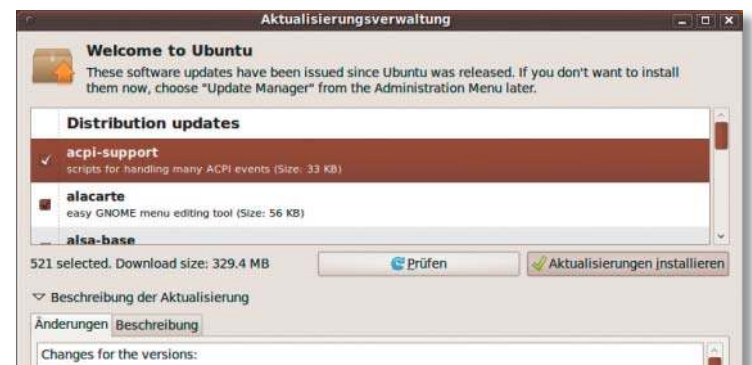 Aktualisierungsverwaltung
Welcome to Ubuntu
These software updates have been issued since Ubuntu was released. If you don't want to install
them now, choose "Update Manager" from the Administration Menu
later.
Distribution updates
acpi-support
scripts for handling many ACPI events (Size: 33 KB)
alacarte
easy GNOME menu editing tool (Size: 56 KB)
alsa-base
521 selected. Download size: 329.4 MB
Prüfen
Aktualisierungen installieren
Beschreibung der Aktualisierung
Änderungen Beschreibung
Changes for the versions: